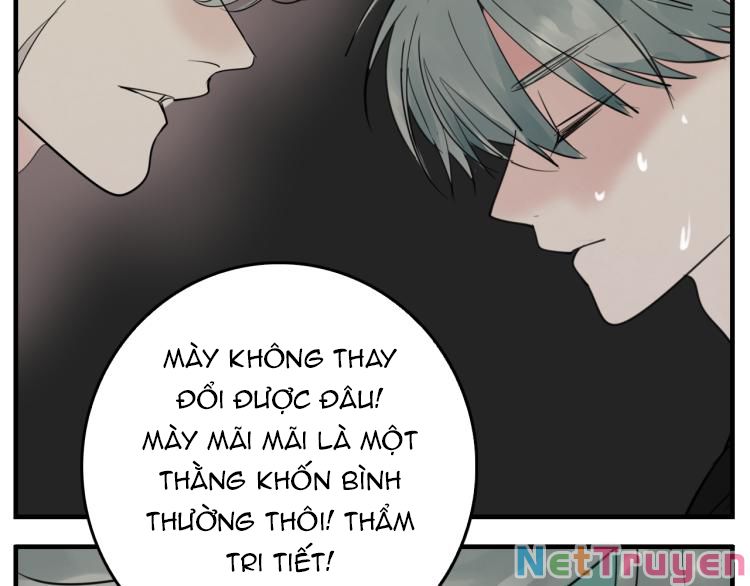 MÀY KHÔNG THAY
ĐỔI ĐƯỢC ĐÂU!
MÀY MÃI MÃI LÀ MỘT
THẰNG KHỐN BÌNH
THƯỜNG THÔI! THẨM
TRI TIẾT!
NetTruyen